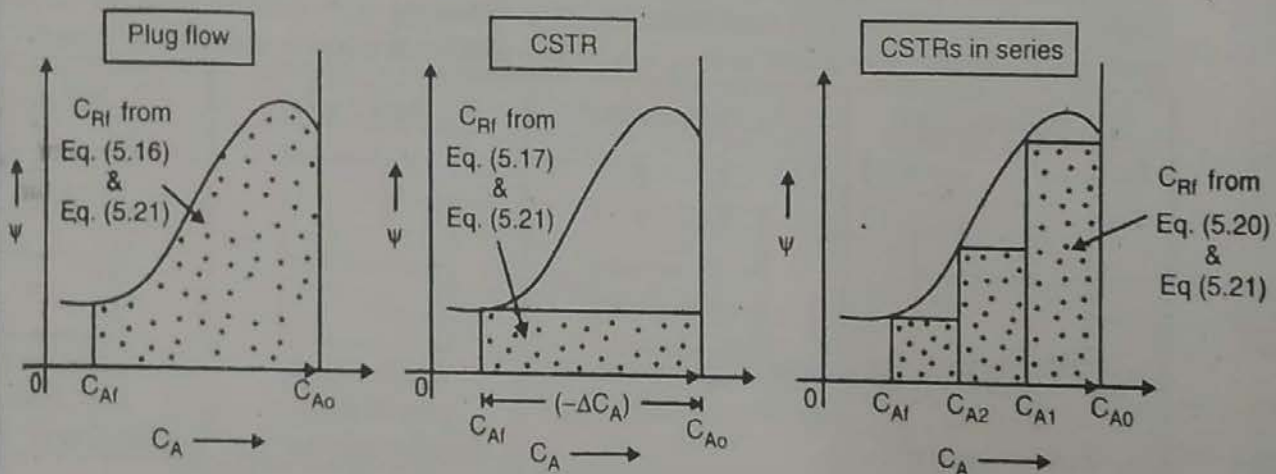 Plug flow
C_Rf from
Eq. (5.16)
&
Eq. (5.21)
ψ
0
C_Af
C_Ao
C_A
CSTR
C_Rf from
Eq. (5.17)
&
Eq. (5.21)
ψ
0
(-ΔC_A)
C_Af
C_Ao
C_A
CSTRs in series
C_Rf from
Eq. (5.20)
&
Eq (5.21)
ψ
0
C_Af
C_A2
C_A1
C_A0
C_A